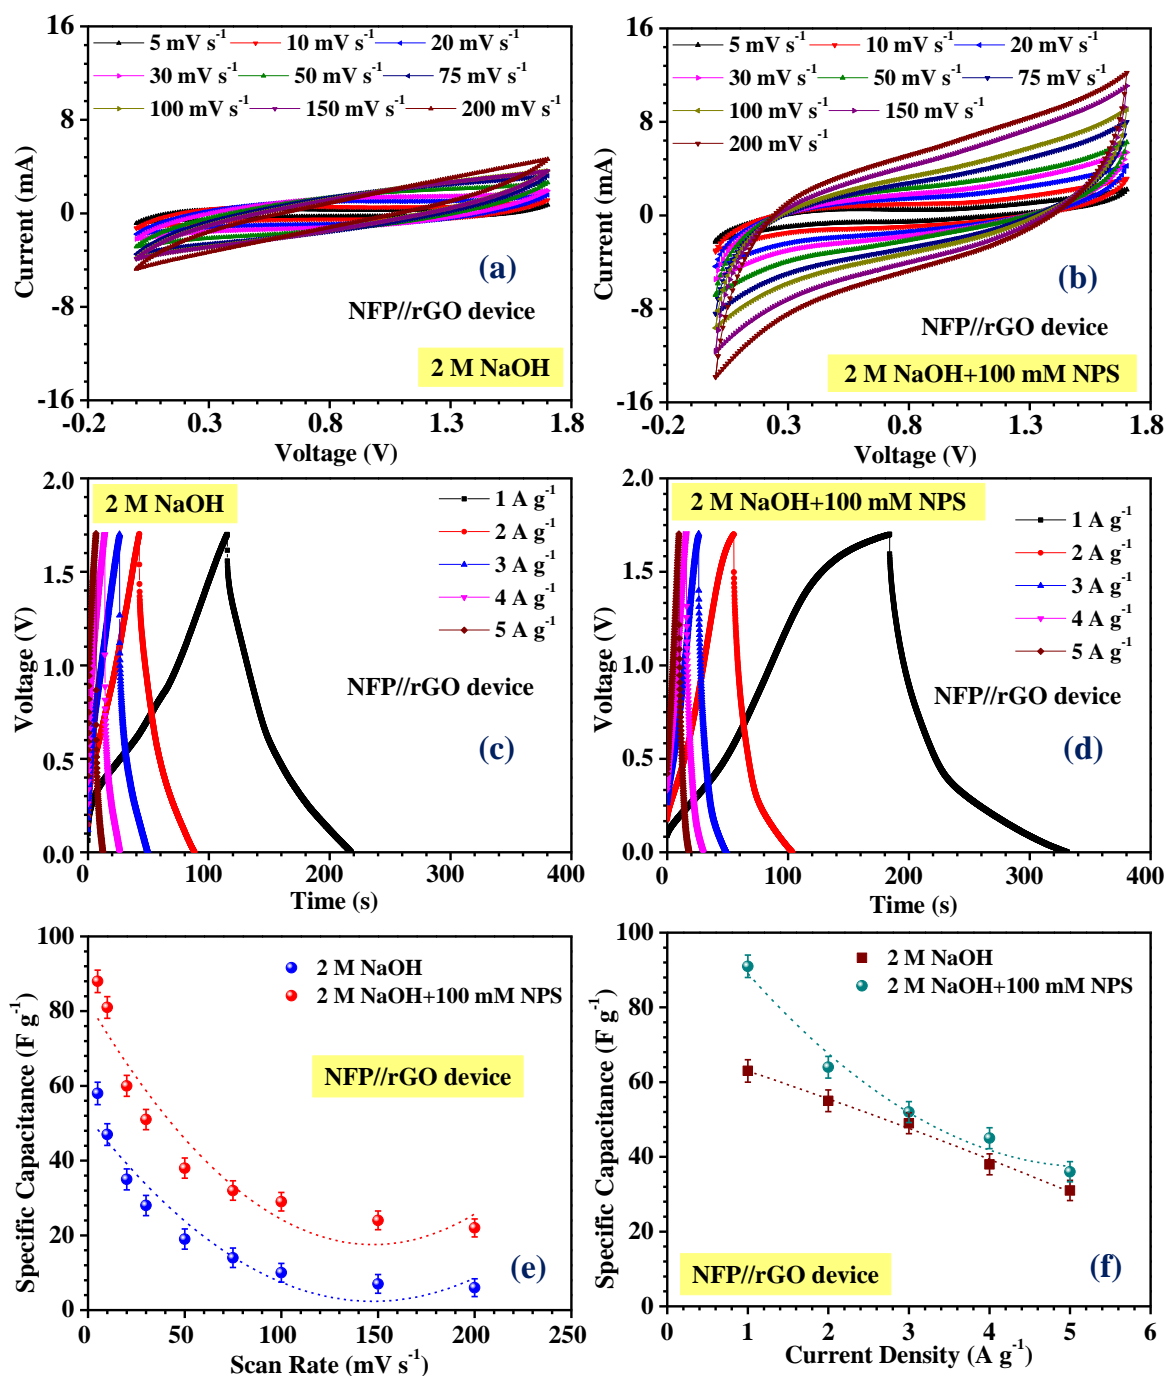 16
8
0
-8
-16
-0.2
0.3
0.8
1.3
1.8
Current (mA)
Voltage (V)
5 mV s-1 10 mV s-1 20 mV s-1
30 mV s-1 50 mV s-1 75 mV s-1
100 mV s-1 150 mV s-1 200 mV s-1
(a)
NFP//rGO device
2 M NaOH
16
8
0
-8
-16
-0.2
0.3
0.8
1.3
1.8
Current (mA)
Voltage (V)
5 mV s-1 10 mV s-1 20 mV s-1
30 mV s-1 50 mV s-1 75 mV s-1
100 mV s-1 150 mV s-1
200 mV s-1
(b)
NFP//rGO device
2 M NaOH+100 mM NPS
2.0
1.5
1.0
0.5
0.0
0
100
200
300
400
Voltage (V)
Time (s)
2 M NaOH
1 A g-1
2 A g-1
3 A g-1
4 A g-1
5 A g-1
NFP//rGO device
(c)
2.0
1.5
1.0
0.5
0.0
0
100
200
300
400
Voltage (V)
Time (s)
2 M NaOH+100 mM NPS
1 A g-1
2 A g-1
3 A g-1
4 A g-1
5 A g-1
NFP//rGO device
(d)
100
80
60
40
20
0
0
50
100
150
200
250
Specific Capacitance (F g-1)
Scan Rate (mV s-1)
2 M NaOH
2 M NaOH+100 mM NPS
NFP//rGO device
(e)
100
80
60
40
20
0
0
1
2
3
4
5
6
Specific Capacitance (F g-1)
Current Density (A g-1)
2 M NaOH
2 M NaOH+100 mM NPS
(f)
NFP//rGO device